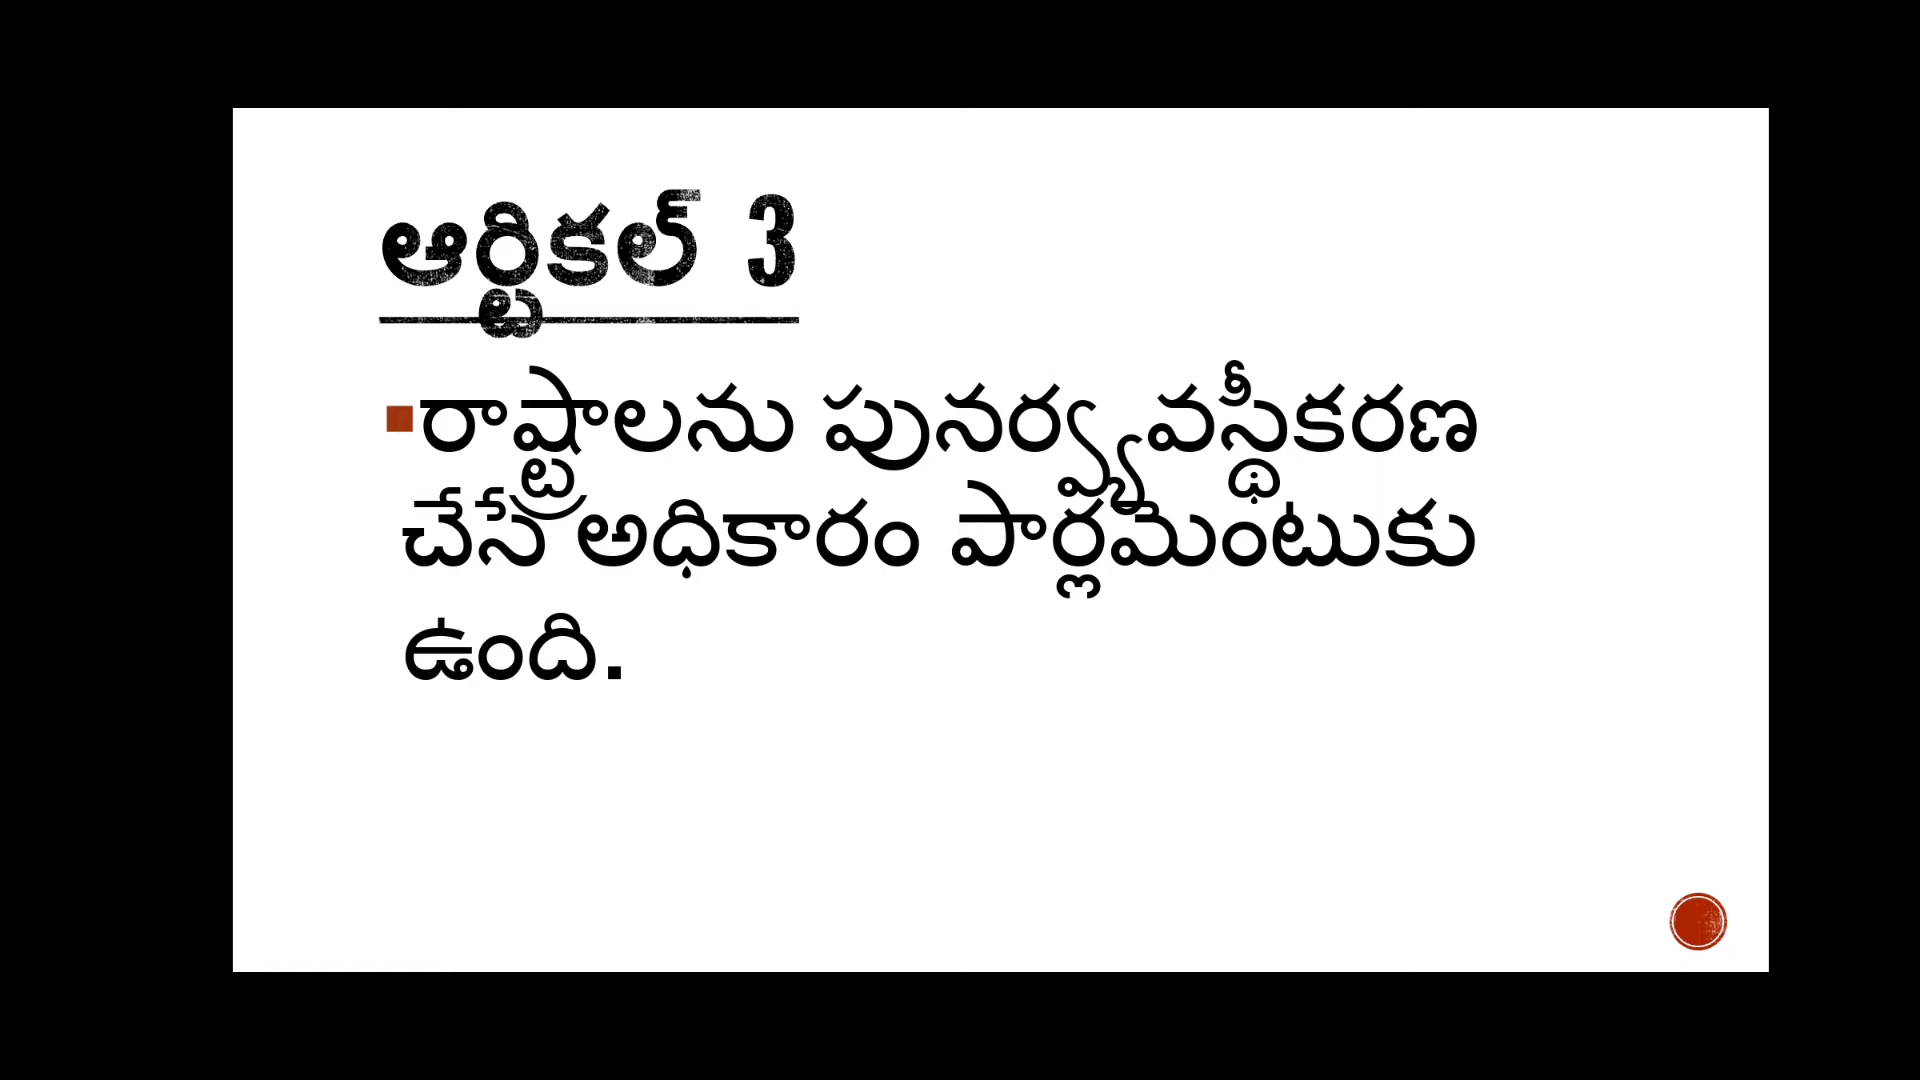 ఆర్టికల్ 3
▪రాష్ట్రాలను పునర్వ్యవస్థీకరణ
చేసే అధికారం పార్లమెంటుకు
ఉంది.